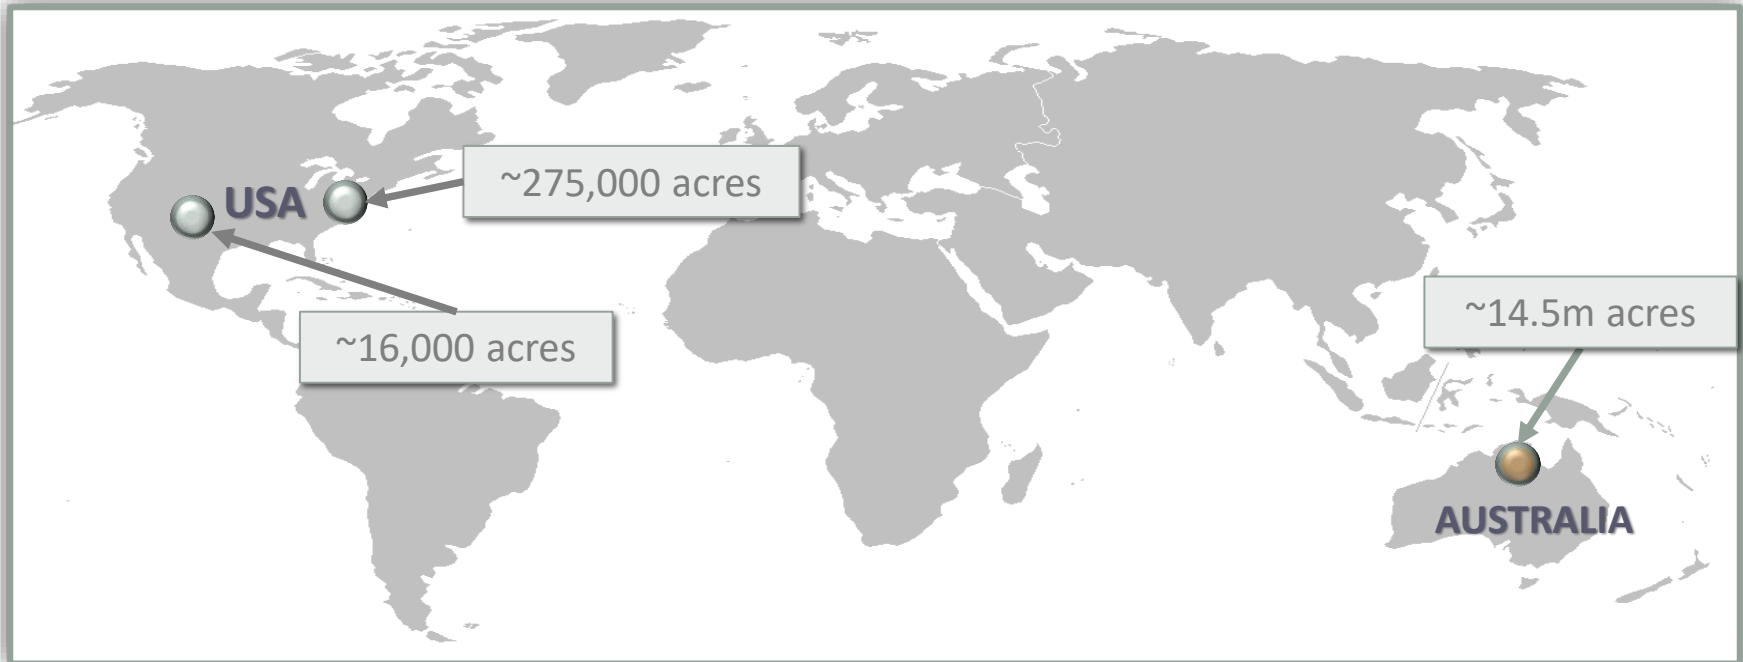 ~275,000 acres
USA
~14.5m acres
~16,000 acres
AUSTRALIA